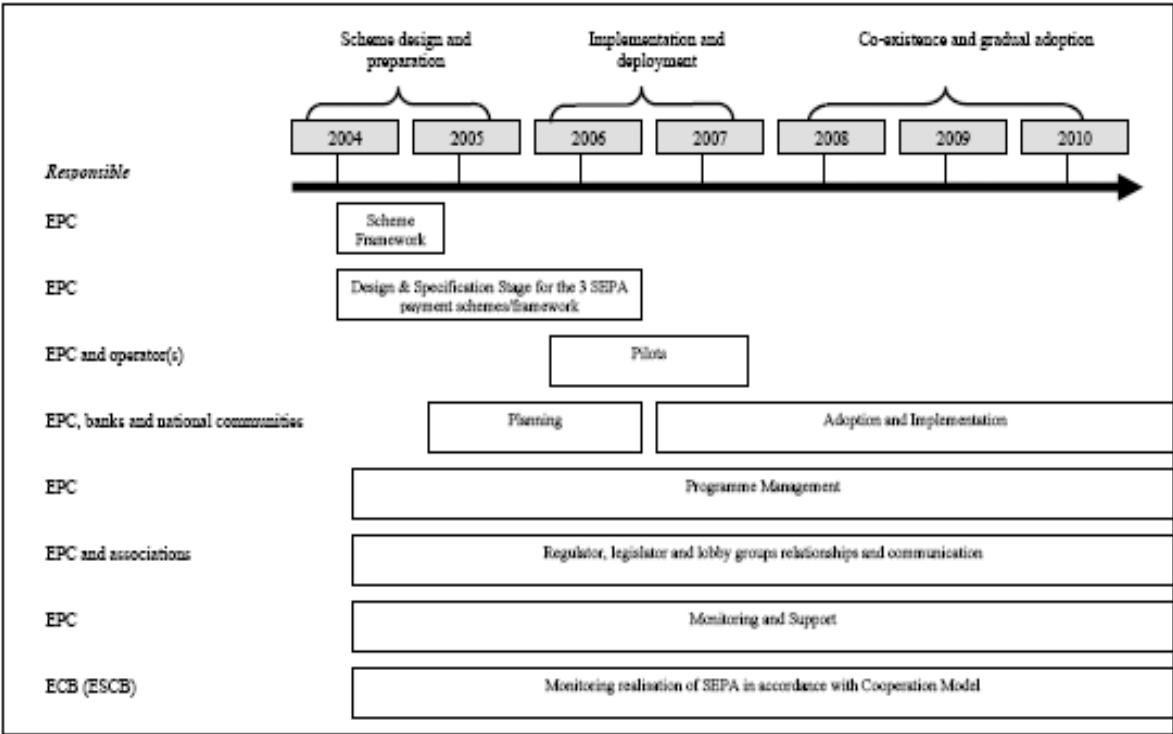 Scheme design and
preparation
Implementation and
deployment
Co-existence and gradual adoption
2004
2005
2006
2007
2008
2009
2010
Responsible
EPC
Scheme
Framework
EPC
Design & Specification Stage for the 3 SEPA
payment schemes/framework
EPC and operator(s)
Pilots
EPC, banks and national communities
Planning
Adoption and Implementation
EPC
Programme Management
EPC and associations
Regulator, legislator and lobby groups relationships and communication
EPC
Monitoring and Support
ECB (ESCB)
Monitoring realisation of SEPA in accordance with Cooperation Model